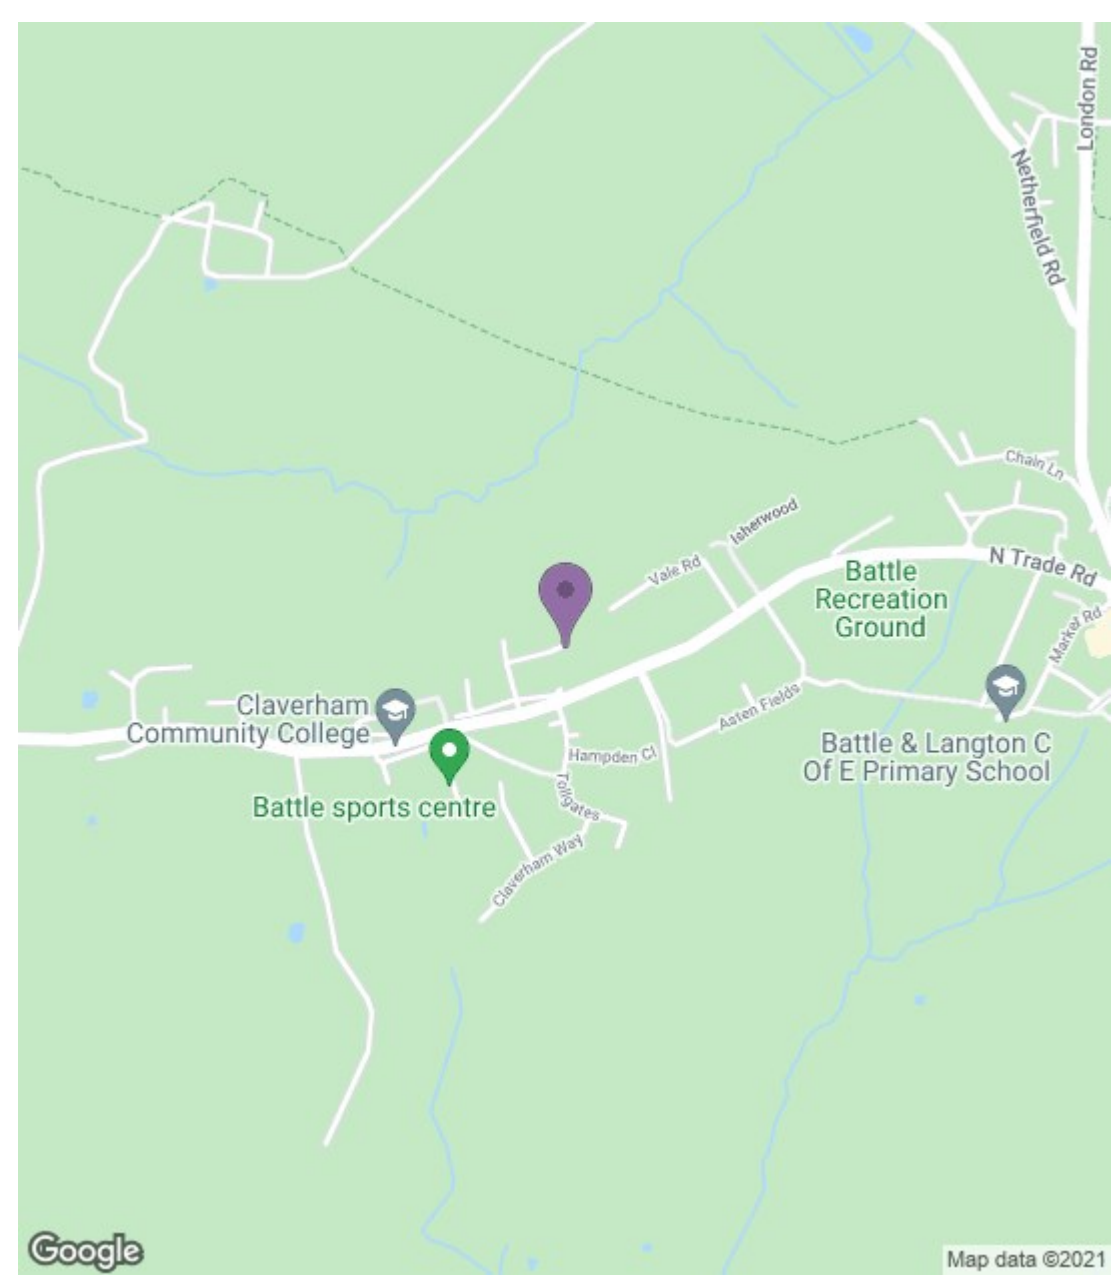 London Rd
Netherfield Rd
Chain Ln
Isherwood
Vale Rd
N Trade Rd
Battle
Recreation
Ground
Marker Rd
Claverham
Community College
Aaten Fields
Battle & Langton C
Of E Primary School
Hampden Cl
Tollgates
Battle sports centre
Claverham Way
Google
Map data ©2021